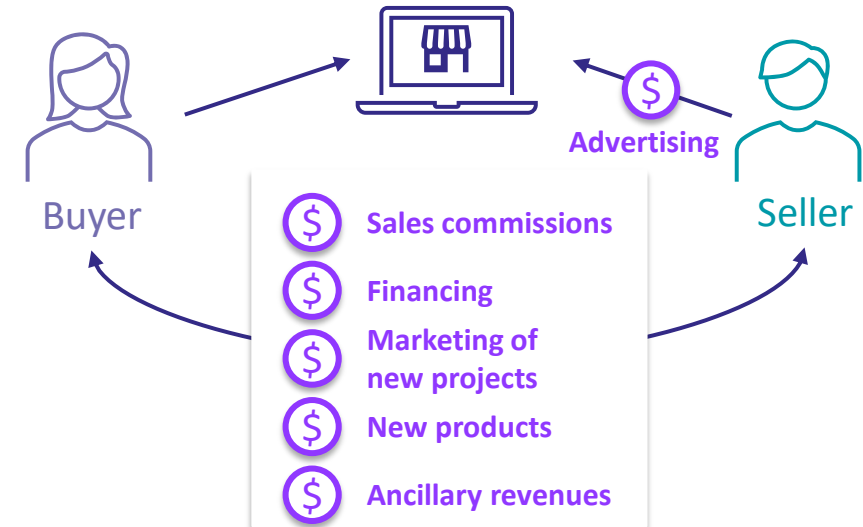 $
Advertising
Buyer
Seller
$ Sales commissions
$ Financing
$ Marketing of
new projects
$ New products
$ Ancillary revenues